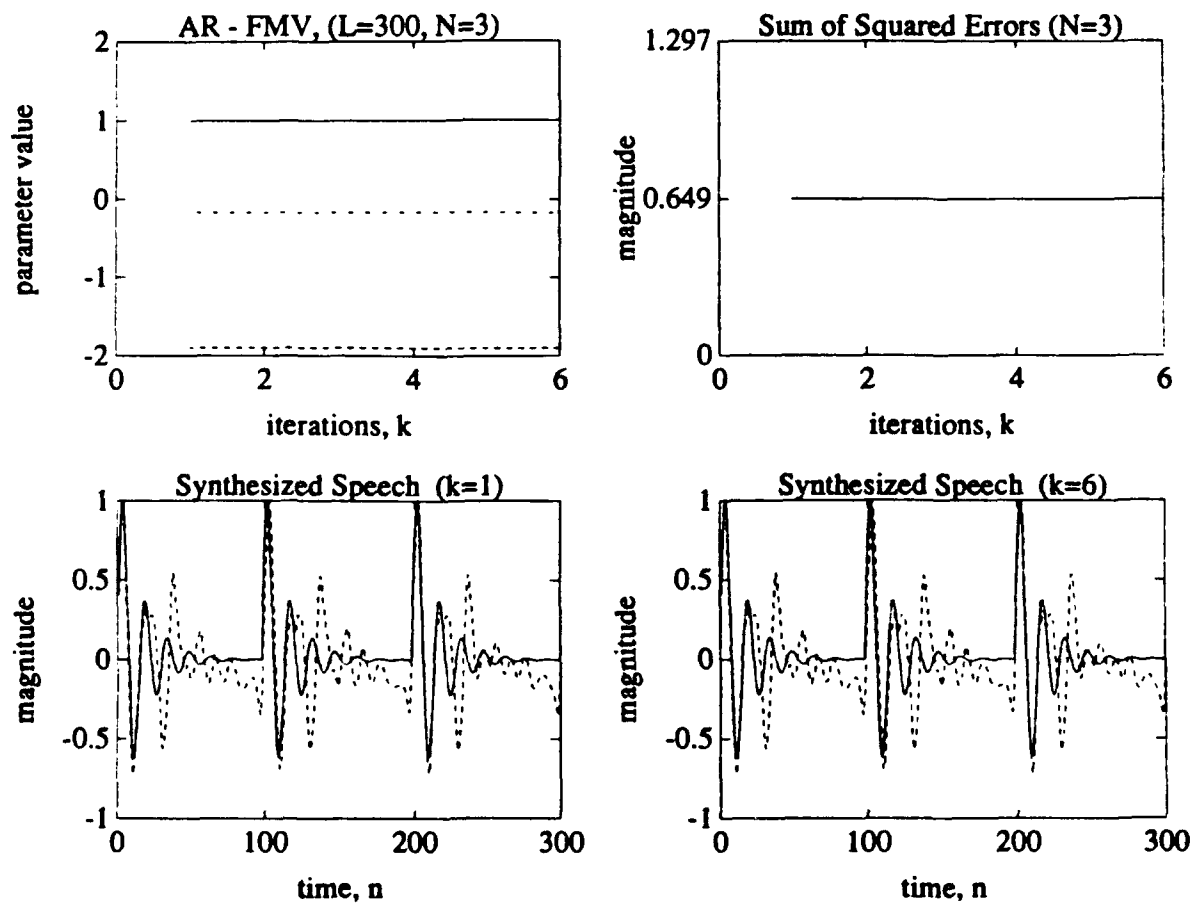 AR - FMV, (L=300, N=3)
2
1
0
-1
-2
parameter value
0
2
4
6
iterations, k
Sum of Squared Errors (N=3)
1.297
0.649
0
magnitude
0
2
4
6
iterations, k
Synthesized Speech (k=1)
1
0.5
0
-0.5
-1
magnitude
0
100
200
300
time, n
Synthesized Speech (k=6)
1
0.5
0
-0.5
-1
magnitude
0
100
200
300
time, n